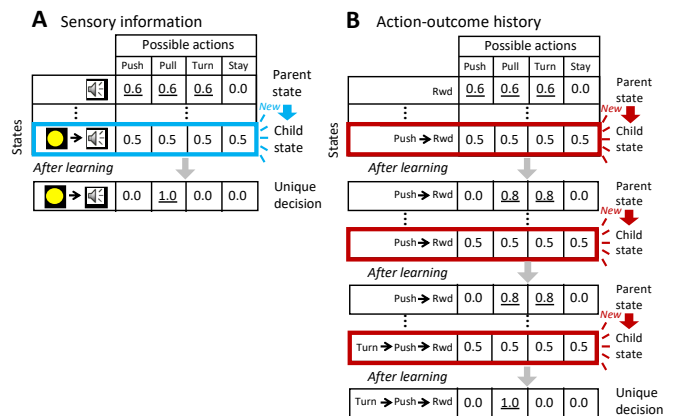 A Sensory information
Possible actions
Push Pull Turn Stay
0.6 0.6 0.6 0.0
Parent state
New
States
0.5 0.5 0.5 0.5
Child state
After learning
0.0 1.0 0.0 0.0
Unique decision
B Action-outcome history
Possible actions
Push Pull Turn Stay
Rwd 0.6 0.6 0.6 0.0
Parent state
New
States
Push → Rwd 0.5 0.5 0.5 0.5
Child state
After learning
Push → Rwd 0.0 0.8 0.8 0.0
Parent state
New
Push → Rwd 0.5 0.5 0.5 0.5
Child state
After learning
Push → Rwd 0.0 0.8 0.8 0.0
Parent state
New
Turn → Push → Rwd 0.5 0.5 0.5 0.5
Child state
After learning
Turn → Push → Rwd 0.0 1.0 0.0 0.0
Unique decision